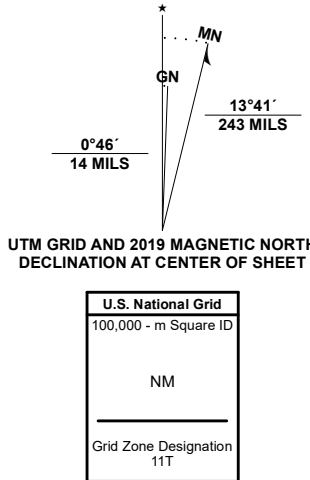 ★
MN
GN
13°41´
243 MILS
0°46´
14 MILS
UTM GRID AND 2019 MAGNETIC NORTH
DECLINATION AT CENTER OF SHEET
U.S. National Grid
100,000 - m Square ID
NM
Grid Zone Designation
11T